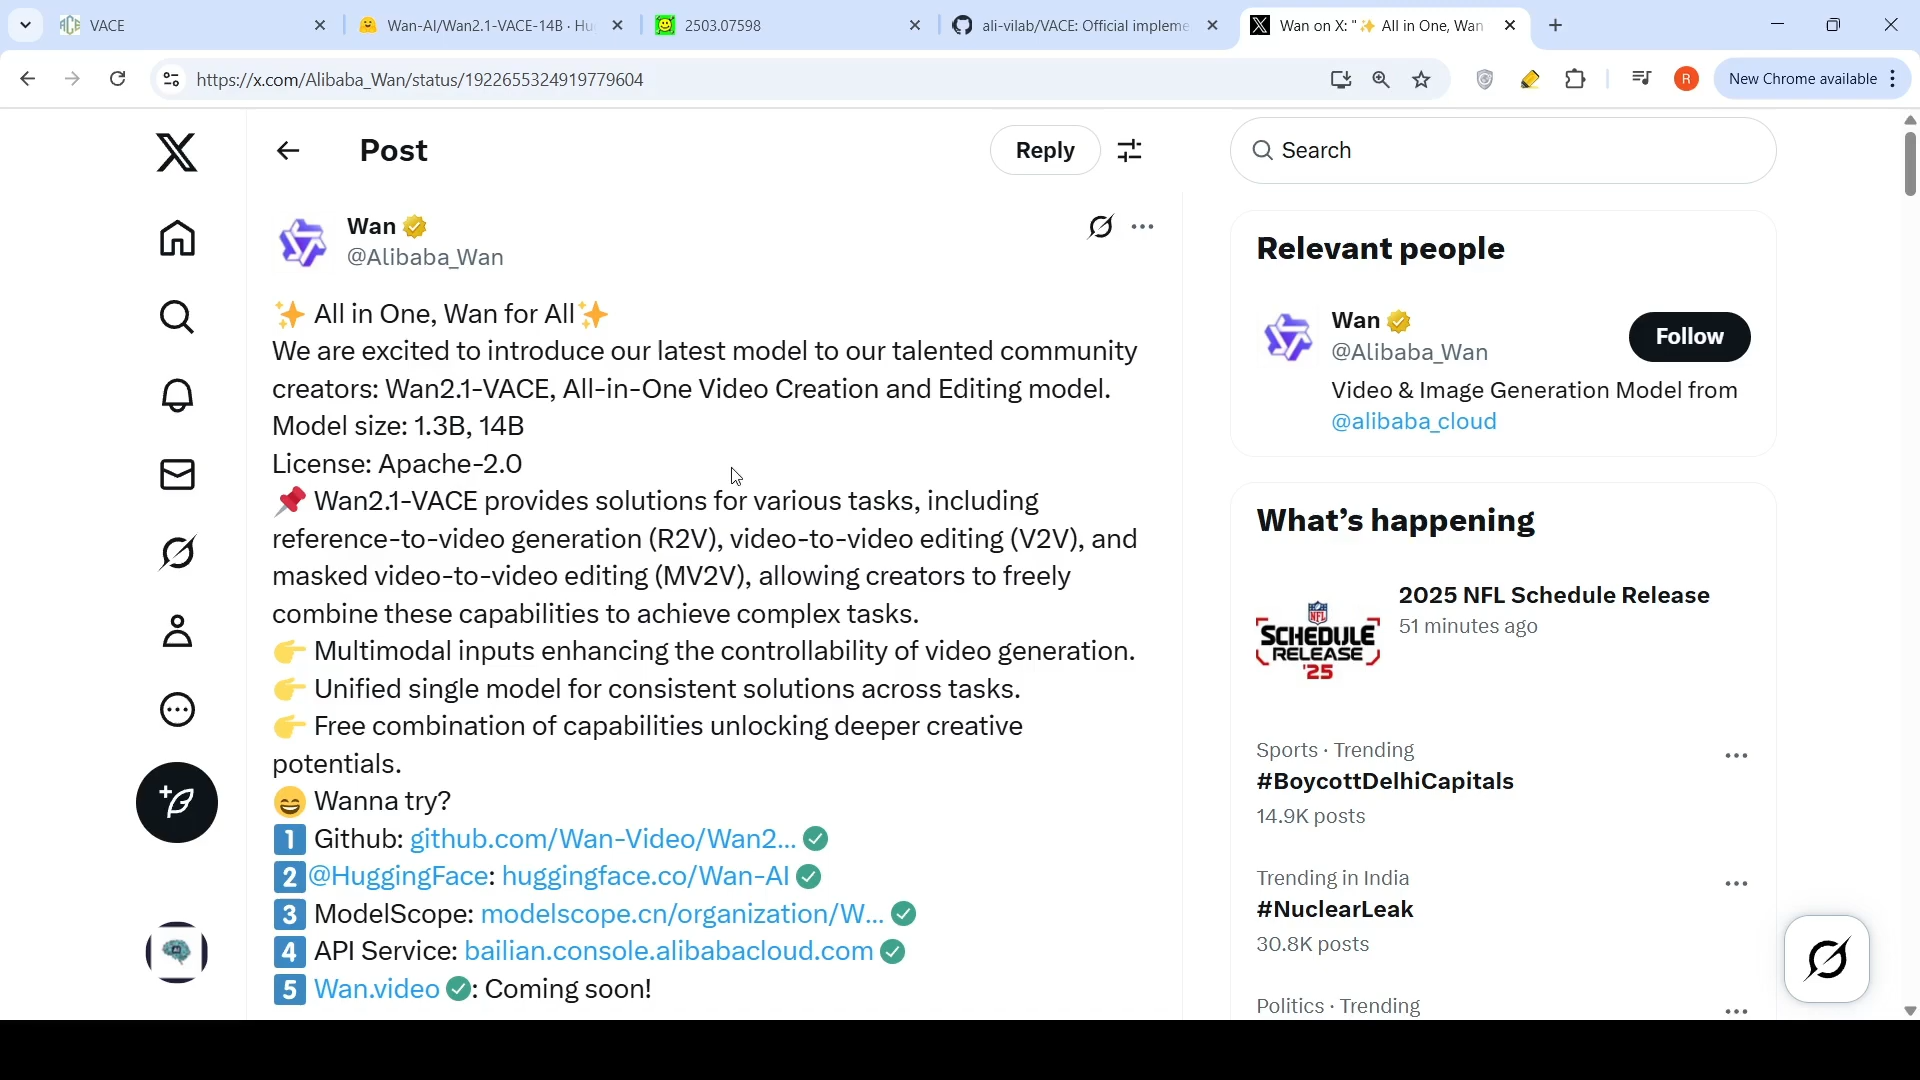 VACE
Wan-AI/Wan2.1-VACE-14B · Hu
2503.07598
ali-vilab/VACE: Official impleme
Wan on X: "✨ All in One, Wan
https://x.com/Alibaba_Wan/status/1922655324919779604
R
New Chrome available
Post
Reply
Search
Wan
@Alibaba_Wan
✨ All in One, Wan for All✨
We are excited to introduce our latest model to our talented community
creators: Wan2.1-VACE, All-in-One Video Creation and Editing model.
Model size: 1.3B, 14B
License: Apache-2.0
📌 Wan2.1-VACE provides solutions for various tasks, including
reference-to-video generation (R2V), video-to-video editing (V2V), and
masked video-to-video editing (MV2V), allowing creators to freely
combine these capabilities to achieve complex tasks.
👉 Multimodal inputs enhancing the controllability of video generation.
👉 Unified single model for consistent solutions across tasks.
👉 Free combination of capabilities unlocking deeper creative
potentials.
😄 Wanna try?
1️⃣ Github: github.com/Wan-Video/Wan2...
2️⃣@HuggingFace: huggingface.co/Wan-AI
3️⃣ ModelScope: modelscope.cn/organization/W...
4️⃣ API Service: bailian.console.alibabacloud.com
5️⃣ Wan.video : Coming soon!
Relevant people
Wan
@Alibaba_Wan
Follow
Video & Image Generation Model from
@alibaba_cloud
What's happening
NFL
SCHEDULE
RELEASE
'25
2025 NFL Schedule Release
51 minutes ago
Sports · Trending
#BoycottDelhiCapitals
14.9K posts
Trending in India
#NuclearLeak
30.8K posts
Politics · Trending